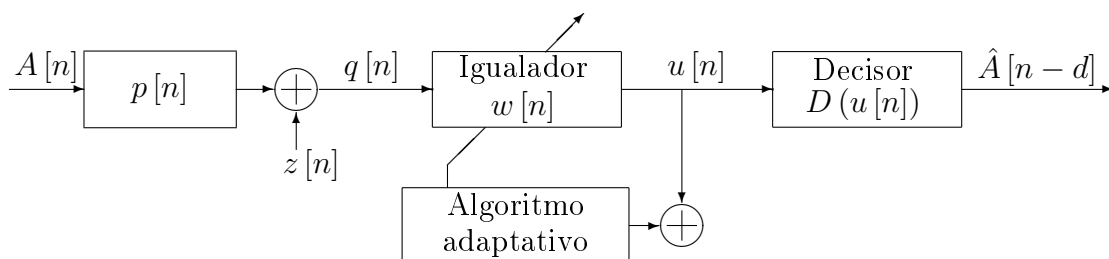 A[n]
p[n]
z[n]
q[n]
Igualador
w[n]
u[n]
Decisor
D(u[n])
Â[n − d]
Algoritmo
adaptativo